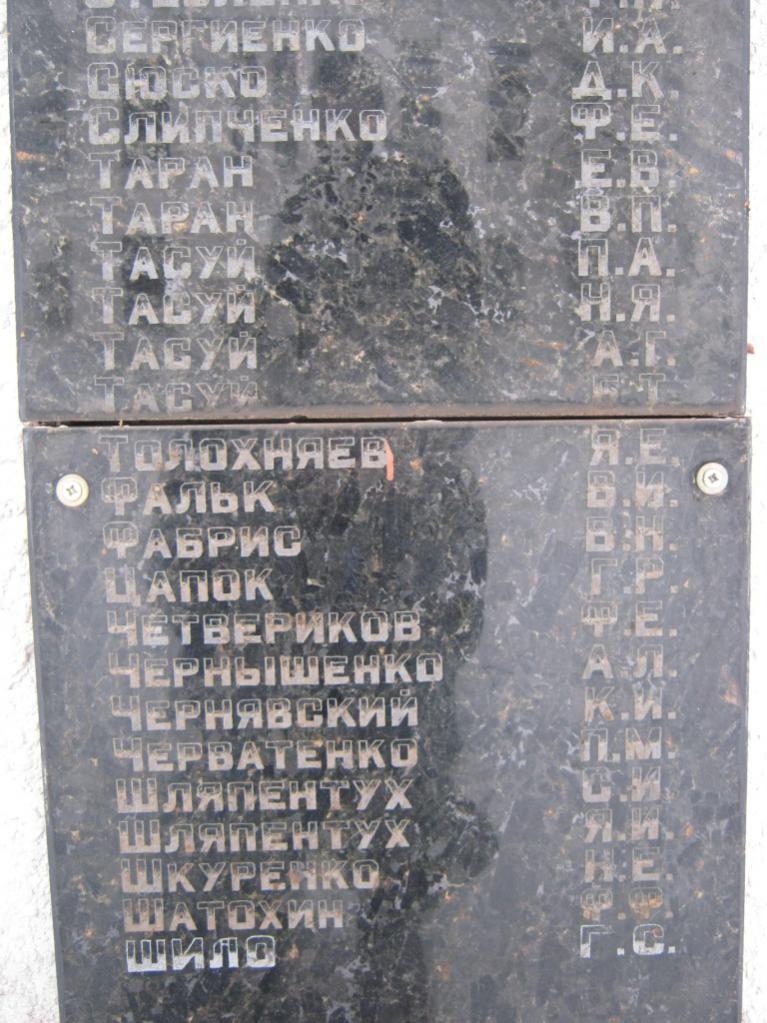 Сергиенко И.А.
Сюско Д.К.
Слипченко Ф.Е.
Таран Е.В.
Таран В.П.
Тасуй П.А.
Тасуй Н.Я.
Тасуй А.Г.
Тасуй
Толохняев Я.Е.
Фальк В.И.
Фабрис В.Н.
Цапок Г.Р.
Четвериков Ф.Е.
Чернышенко А.Л.
Чернявский К.И.
Черватенко П.М.
Шляпентух С.И
Шляпентух Я.И.
Шкуренко Н.Е.
Шатохин Ф.Ф.
Шило Г.С.